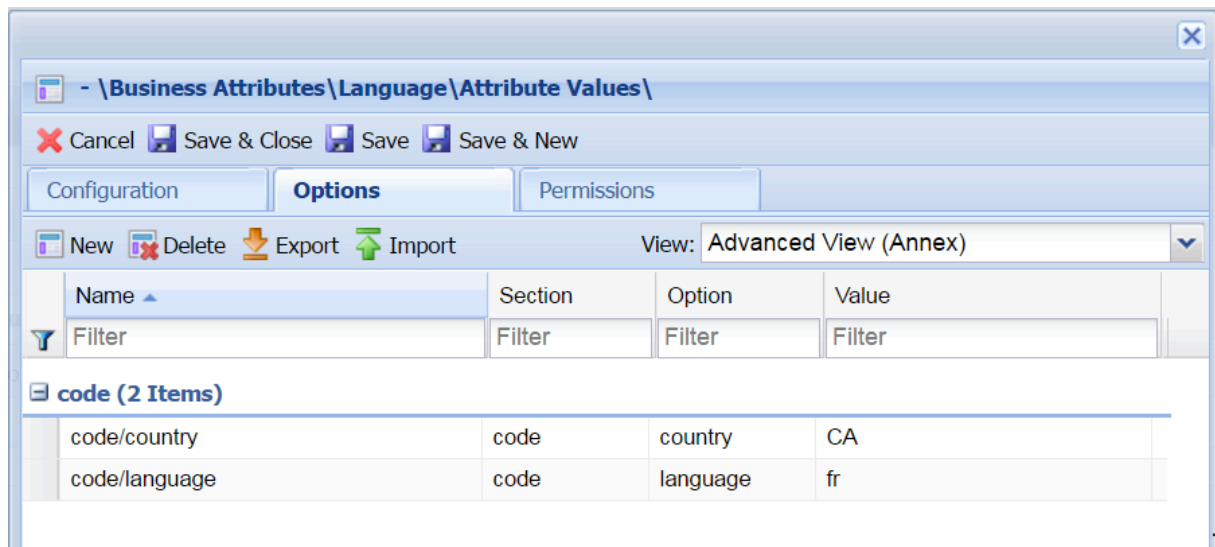 - \Business Attributes\Language\Attribute Values\
Cancel Save & Close Save Save & New
Configuration Options Permissions
New Delete Export Import View: Advanced View (Annex)
Name Section Option Value
Filter Filter Filter Filter
code (2 Items)
code/country code country CA
code/language code language fr